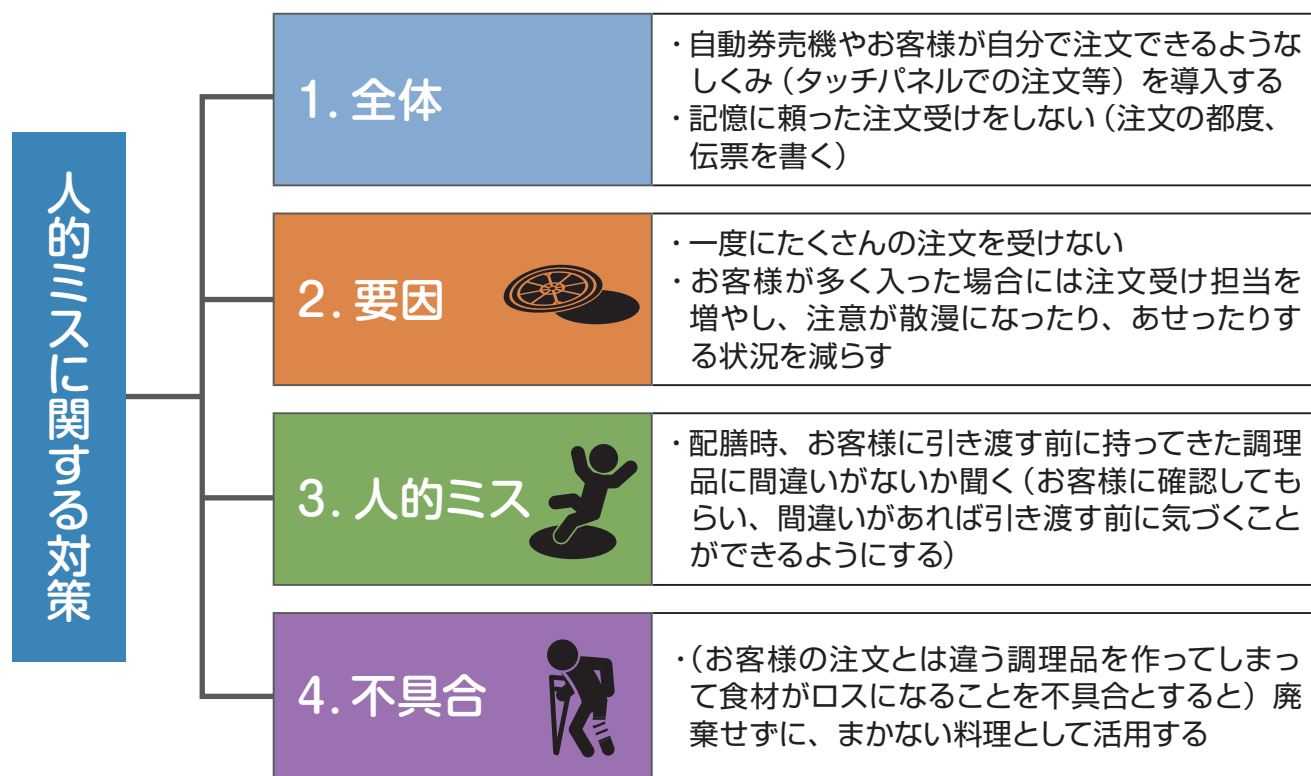 人的ミスに関する対策
1. 全体
・自動券売機やお客様が自分で注文できるような
しくみ（タッチパネルでの注文等）を導入する
・記憶に頼った注文受けをしない（注文の都度、
伝票を書く）
2. 要因
・一度にたくさんの注文を受けない
・お客様が多く入った場合には注文受け担当を
増やし、注意が散漫になったり、あせったりす
る状況を減らす
3. 人的ミス
・配膳時、お客様に引き渡す前に持ってきた調理
品に間違いがないか聞く（お客様に確認しても
らい、間違いがあれば引き渡す前に気づくこと
ができるようにする）
4. 不具合
・（お客様の注文とは違う調理品を作ってしまっ
て食材がロスになることを不具合とすると）廃
棄せずに、まかない料理として活用する